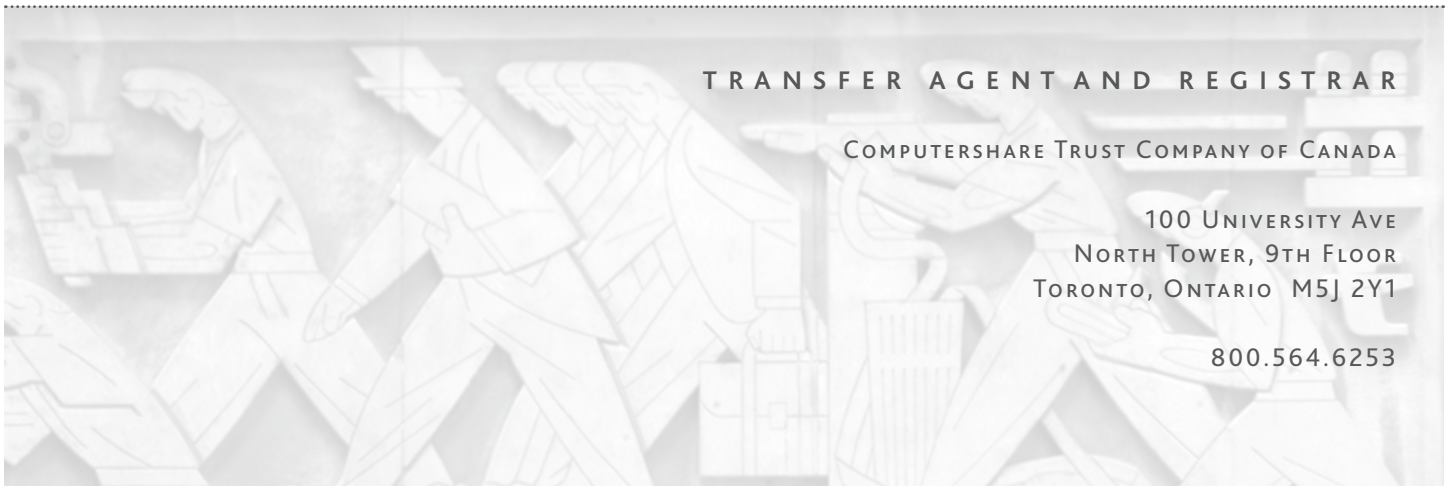 TRANSFER AGENT AND REGISTRAR
Computershare Trust Company of Canada
100 University Ave
North Tower, 9th Floor
Toronto, Ontario M5J 2Y1
800.564.6253